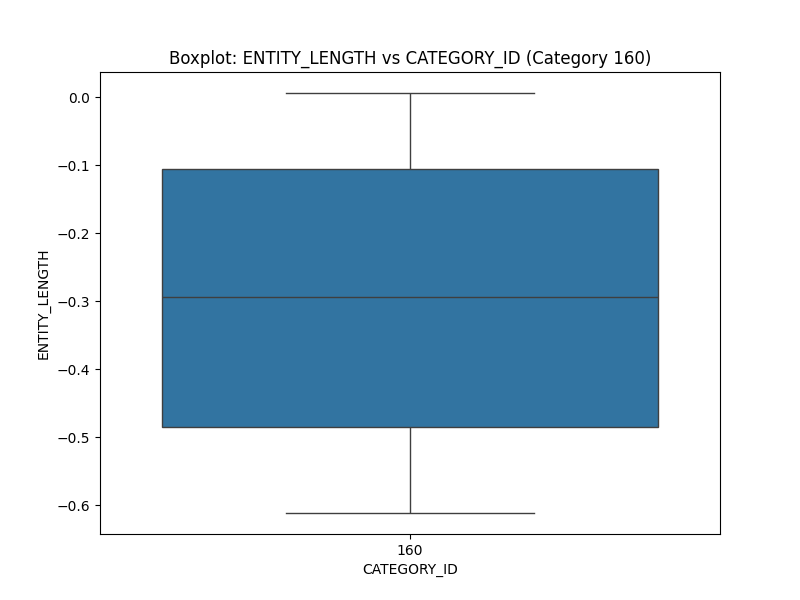 Boxplot: ENTITY_LENGTH vs CATEGORY_ID (Category 160)
0.0
−0.1
−0.2
−0.3
−0.4
−0.5
−0.6
ENTITY_LENGTH
160
CATEGORY_ID